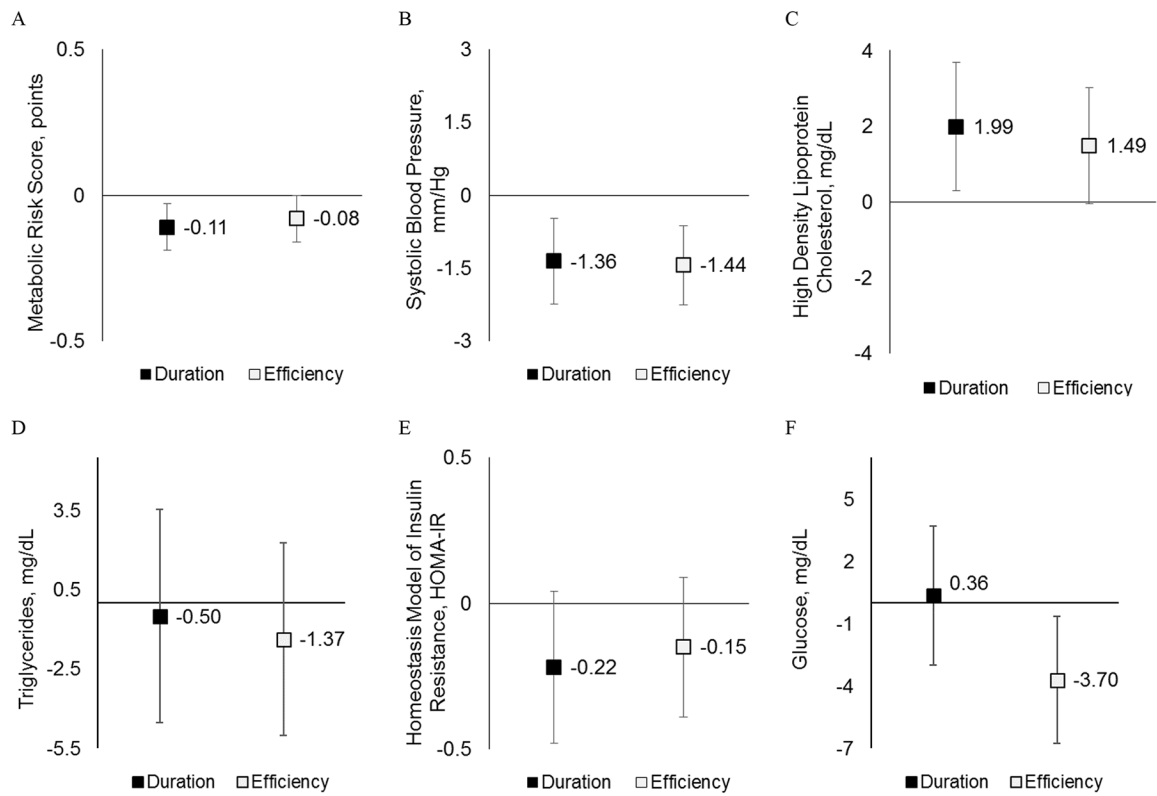 A
Metabolic Risk Score, points
0.5
0
-0.5
-0.11
-0.08
Duration Efficiency
B
Systolic Blood Pressure,
mm/Hg
3
1.5
0
-1.5
-3
-1.36
-1.44
Duration Efficiency
C
High Density Lipoprotein
Cholesterol, mg/dL
4
2
0
-2
-4
1.99
1.49
Duration Efficiency
D
Triglycerides, mg/dL
3.5
0.5
-2.5
-5.5
-0.50
-1.37
Duration Efficiency
E
Homeostasis Model of Insulin
Resistance, HOMA-IR
0.5
0
-0.5
-0.22
-0.15
Duration Efficiency
F
Glucose, mg/dL
5
2
-1
-4
-7
0.36
-3.70
Duration Efficiency